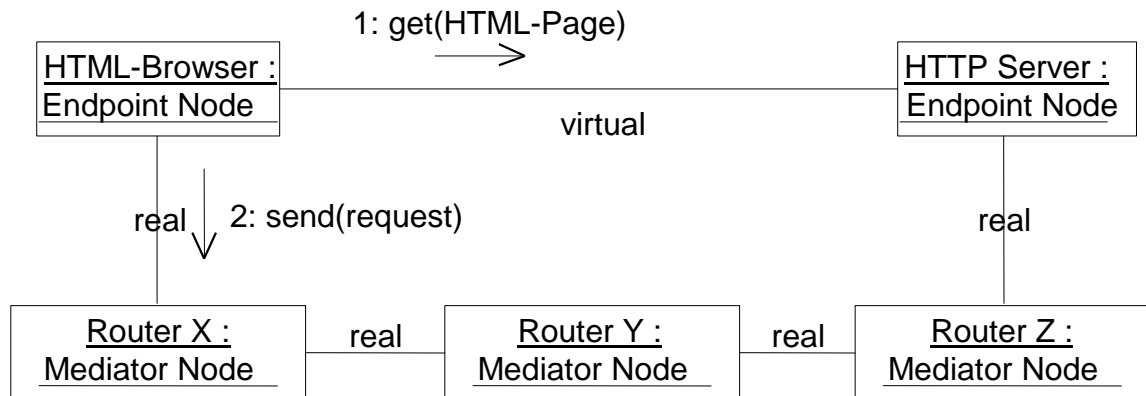 1: get(HTML-Page)
HTML-Browser :
Endpoint Node
HTTP Server :
Endpoint Node
virtual
real
2: send(request)
real
Router X :
Mediator Node
real
Router Y :
Mediator Node
real
Router Z :
Mediator Node